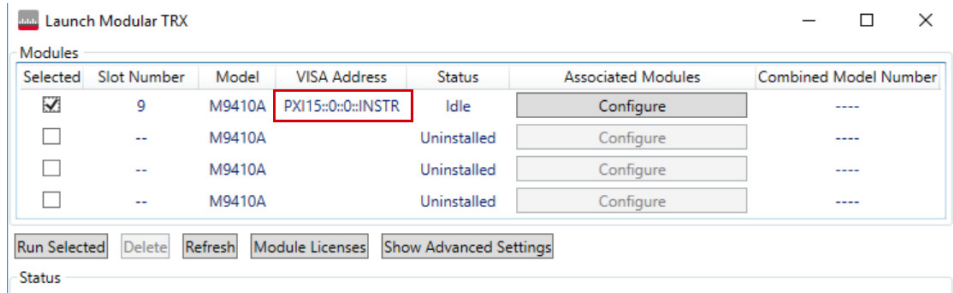 Launch Modular TRX
Modules
Selected Slot Number Model VISA Address Status Associated Modules Combined Model Number
9 M9410A PXI15::0::0::INSTR Idle Configure ----
-- M9410A Uninstalled Configure ----
-- M9410A Uninstalled Configure ----
-- M9410A Uninstalled Configure ----
Run Selected Delete Refresh Module Licenses Show Advanced Settings
Status